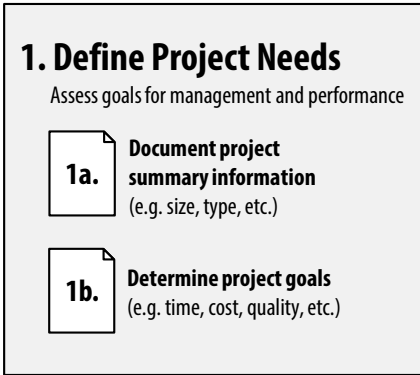 1. Define Project Needs
Assess goals for management and performance
1a.
Document project
summary information
(e.g. size, type, etc.)
1b.
Determine project goals
(e.g. time, cost, quality, etc.)